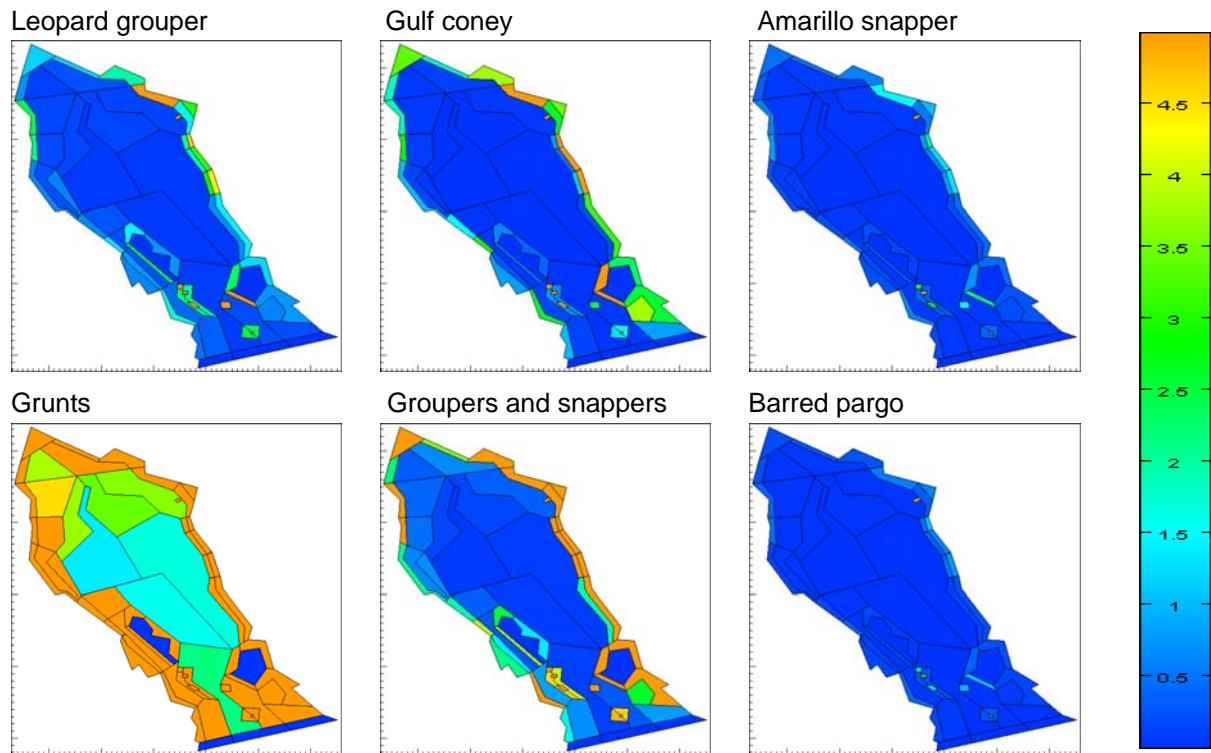 Leopard grouper
Gulf coney
Amarillo snapper
Grunts
Groupers and snappers
Barred pargo
4.5
4
3.5
3
2.5
2
1.5
1
0.5